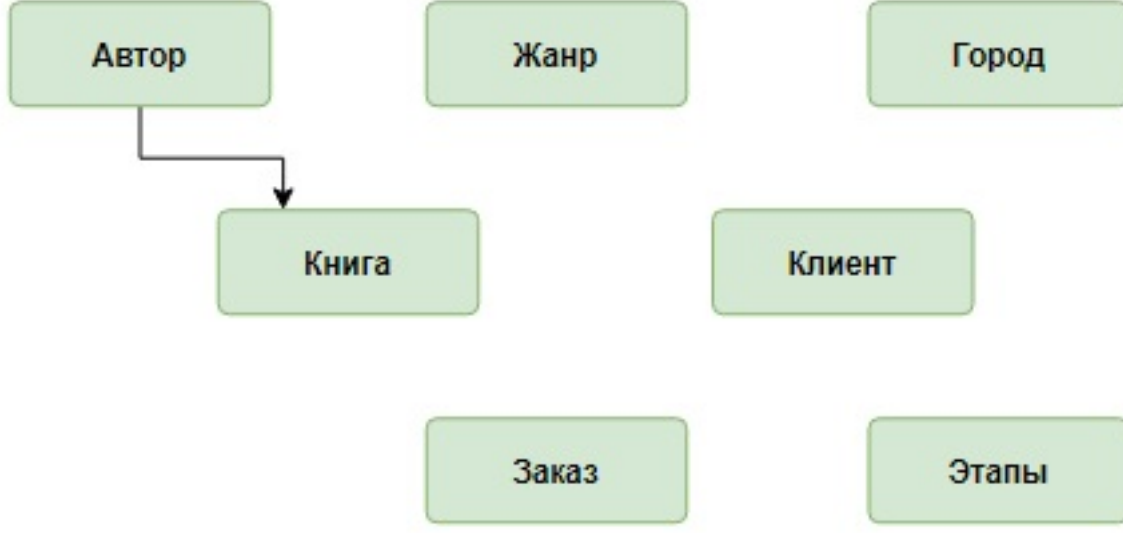 Автор
Жанр
Город
Книга
Клиент
Заказ
Этапы